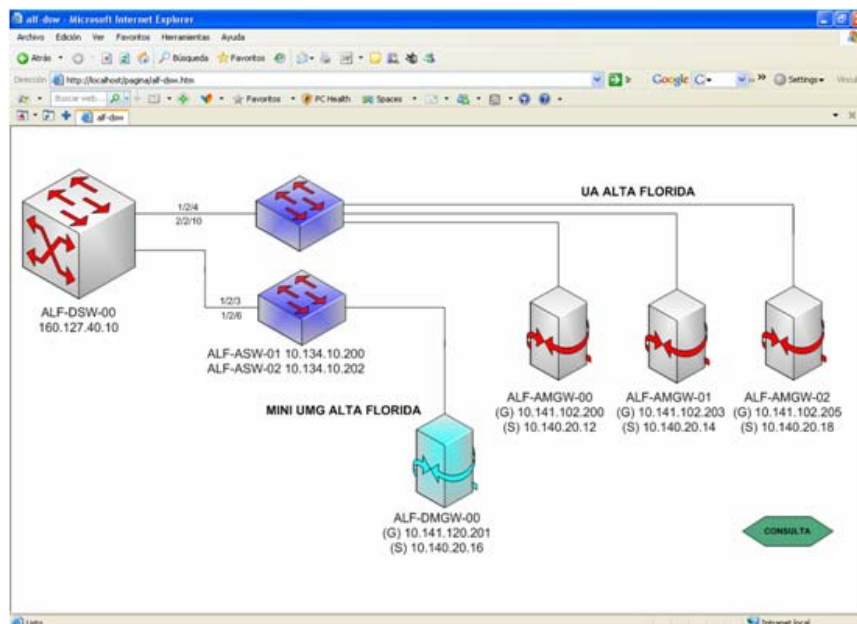 alf-dsw - Microsoft Internet Explorer
Archivo Edición Ver Favoritos Herramientas Ayuda
Atrás Búsqueda Favoritos
Dirección http://localhost/pagina/alf-dsw.htm Google G Settings
Buscar web... Favoritos PC Health Spaces
alf-dsw
UA ALTA FLORIDA
1/2/4
2/2/10
ALF-DSW-00
160.127.40.10
1/2/3
1/2/6
ALF-ASW-01 10.134.10.200
ALF-ASW-02 10.134.10.202
ALF-AMGW-00
(G) 10.141.102.200
(S) 10.140.20.12
ALF-AMGW-01
(G) 10.141.102.203
(S) 10.140.20.14
ALF-AMGW-02
(G) 10.141.102.205
(S) 10.140.20.18
MINI UMG ALTA FLORIDA
ALF-DMGW-00
(G) 10.141.120.201
(S) 10.140.20.16
CONSULTA
Listo Intranet local